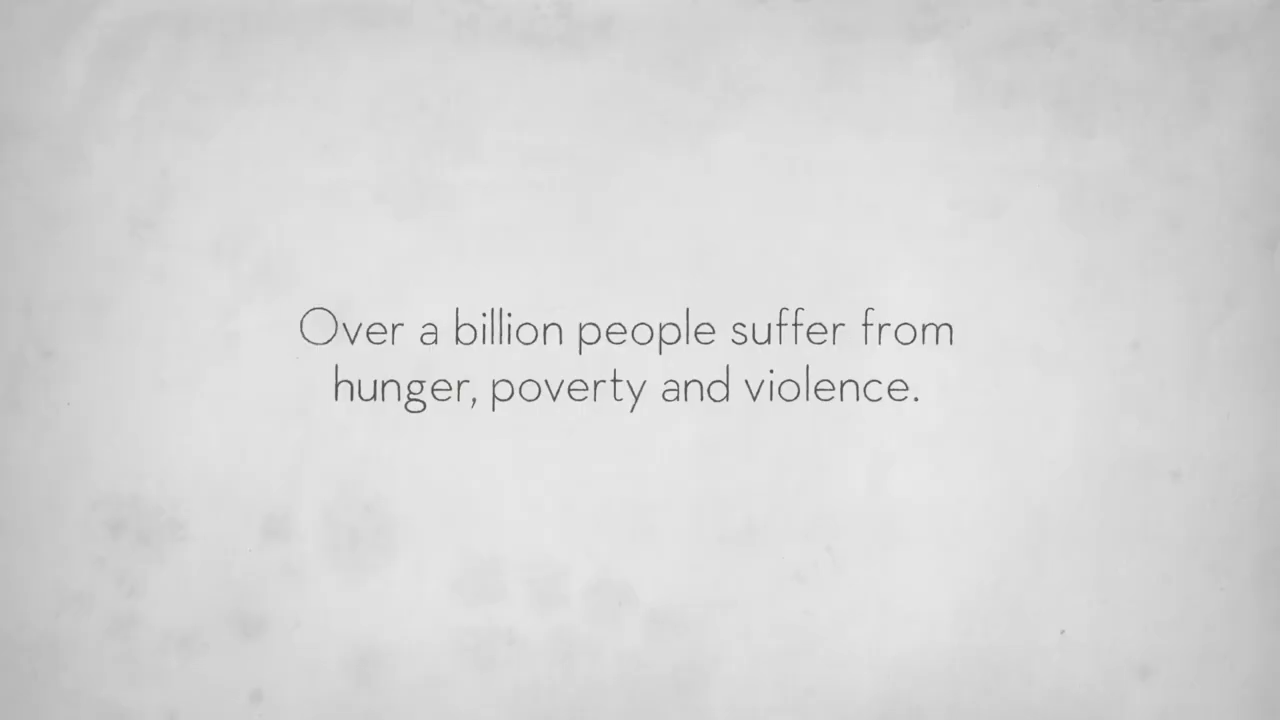 Over a billion people suffer from
hunger, poverty and violence.